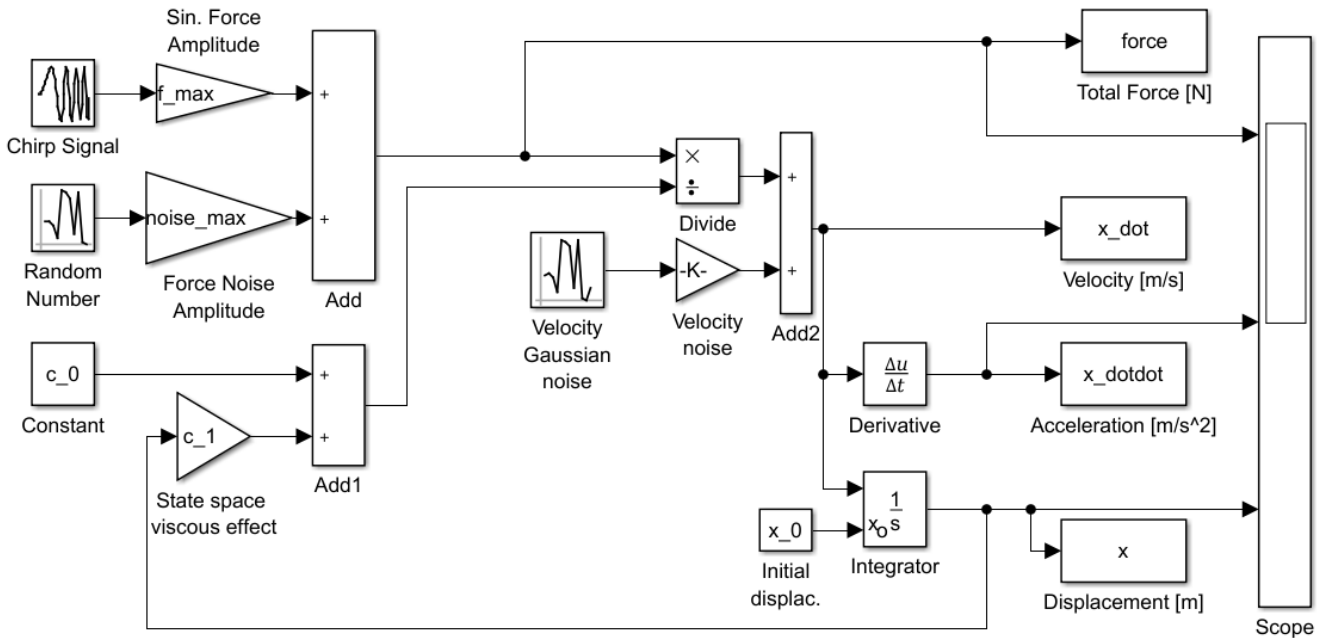 Sin. Force
Amplitude
f_max
+
Chirp Signal
force
Total Force [N]
noise_max
+
Random
Number
Force Noise
Amplitude
Add
×
÷
Divide
+
+
Add2
-K-
Velocity
Gaussian
noise
Velocity
noise
x_dot
Velocity [m/s]
c_0
Constant
+
+
Add1
c_1
State space
viscous effect
Δu
Δt
Derivative
x_dotdot
Acceleration [m/s^2]
x_0
Initial
displac.
1
s
xo
Integrator
x
Displacement [m]
Scope